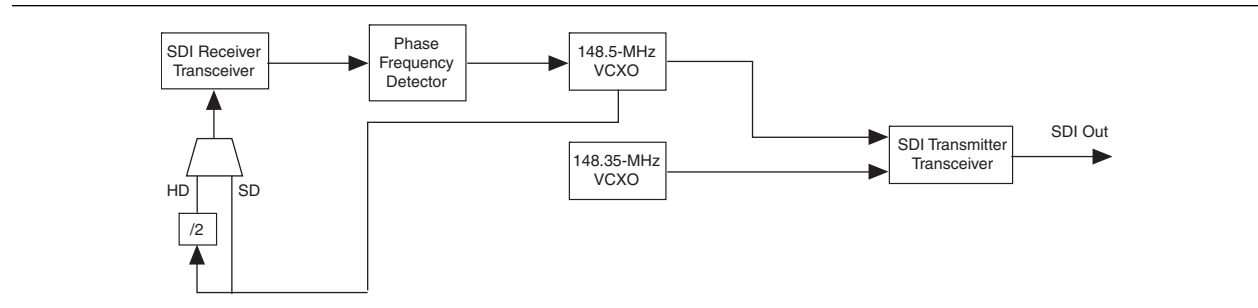 SDI Receiver
Transceiver
Phase
Frequency
Detector
148.5-MHz
VCXO
148.35-MHz
VCXO
SDI Transmitter
Transceiver
SDI Out
HD
SD
/2